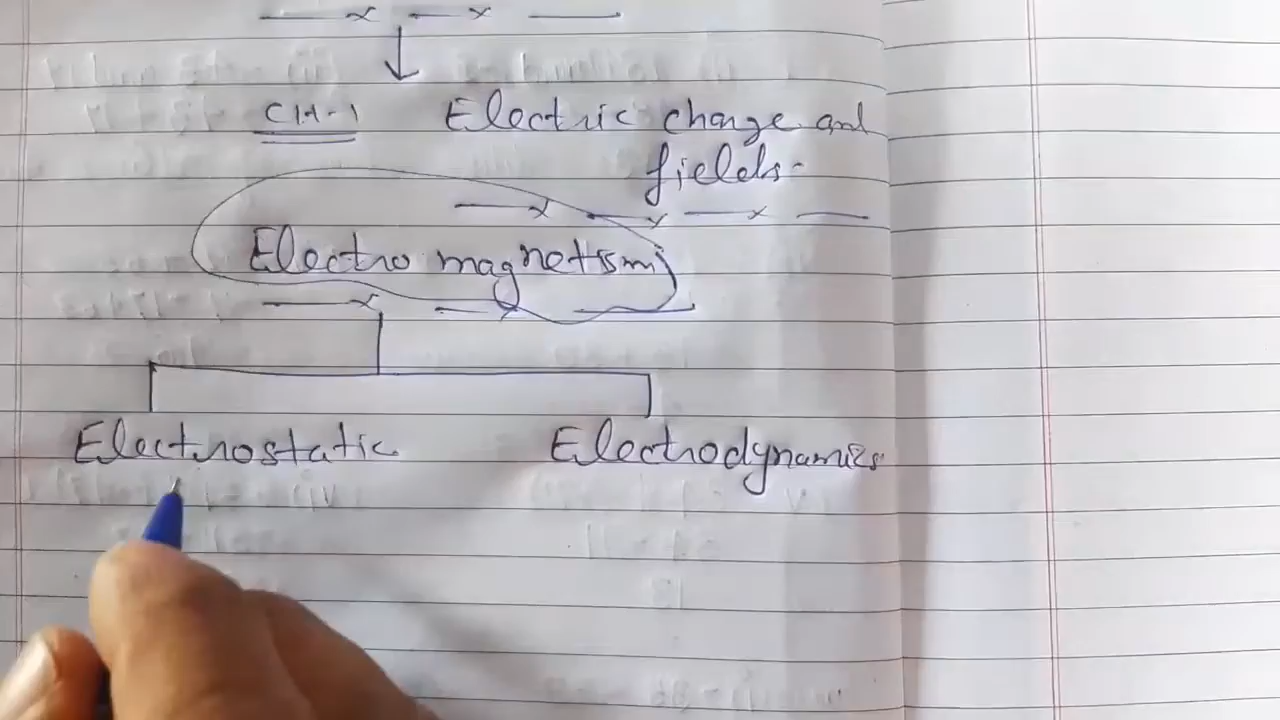 CH-1 Electric charge and
fields-
Electro magnetism
Electrostatic Electrodynamics